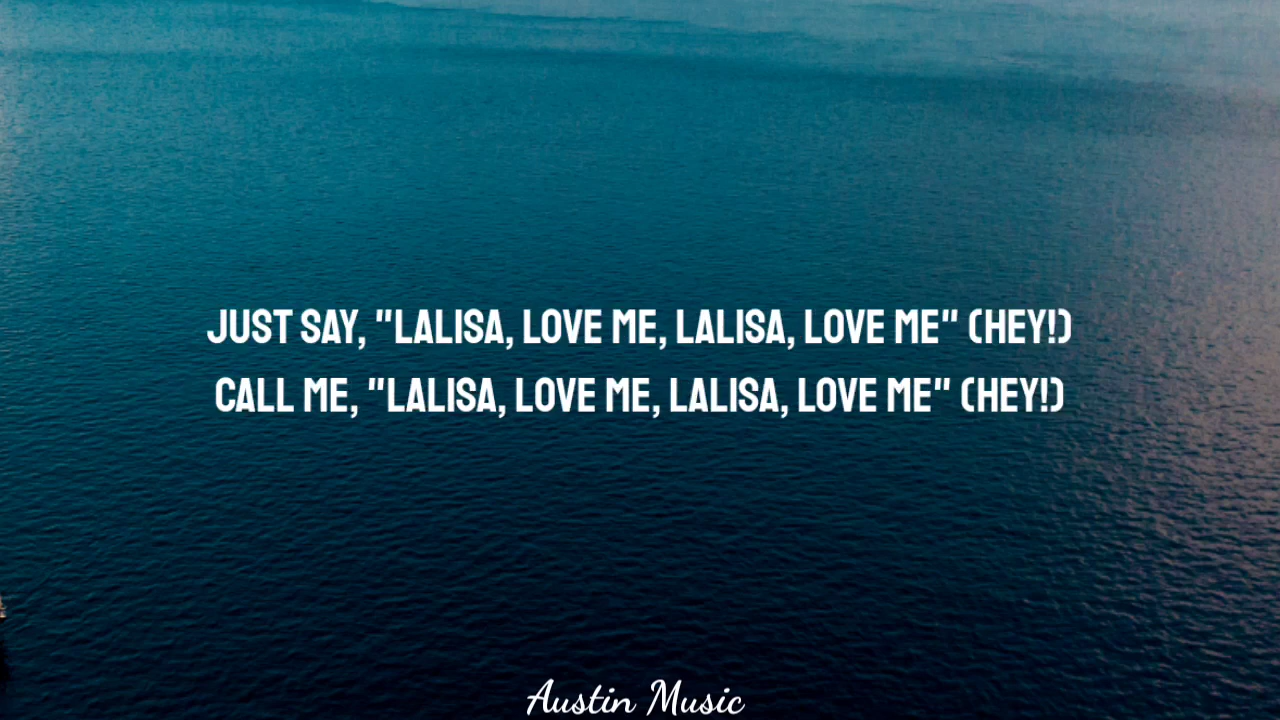 JUST SAY, "LALISA, LOVE ME, LALISA, LOVE ME" (HEY!)
CALL ME, "LALISA, LOVE ME, LALISA, LOVE ME" (HEY!)
Austin Music